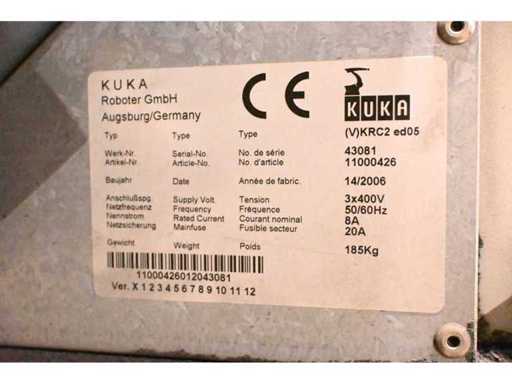 KUKA
Roboter GmbH
Augsburg/Germany
CE
KUKA
Typ Type Type (V)KRC2 ed05
Werk-Nr. Serial-No. No. de série 43081
Artikel-Nr. Article-No. No. d'article 11000426
Baujahr Date Année de fabric. 14/2006
Anschlußspg. Supply Volt. Tension 3x400V
Netzfrequenz Frequency Fréquence 50/60Hz
Nennstrom Rated Current Courant nominal 8A
Netzsicherung Mainfuse Fusible secteur 20A
Gewicht Weight Poids 185Kg
11000426012043081
Ver. X 1 2 3 4 5 6 7 8 9 10 11 12